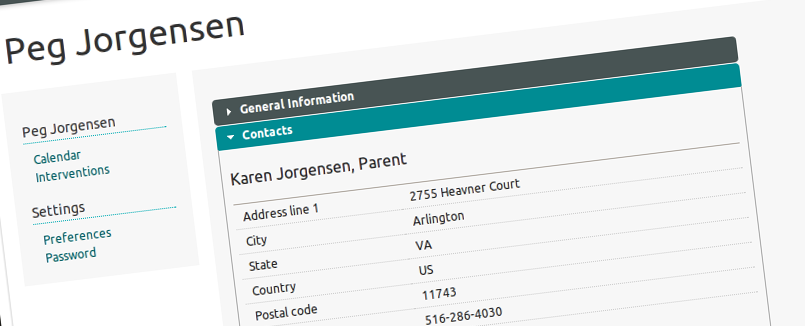 Peg Jorgensen
Peg Jorgensen
Calendar
Interventions
Settings
Preferences
Password
General Information
Contacts
Karen Jorgensen, Parent
Address line 1 2755 Heavner Court
City Arlington
State VA
Country US
Postal code 11743
516-286-4030